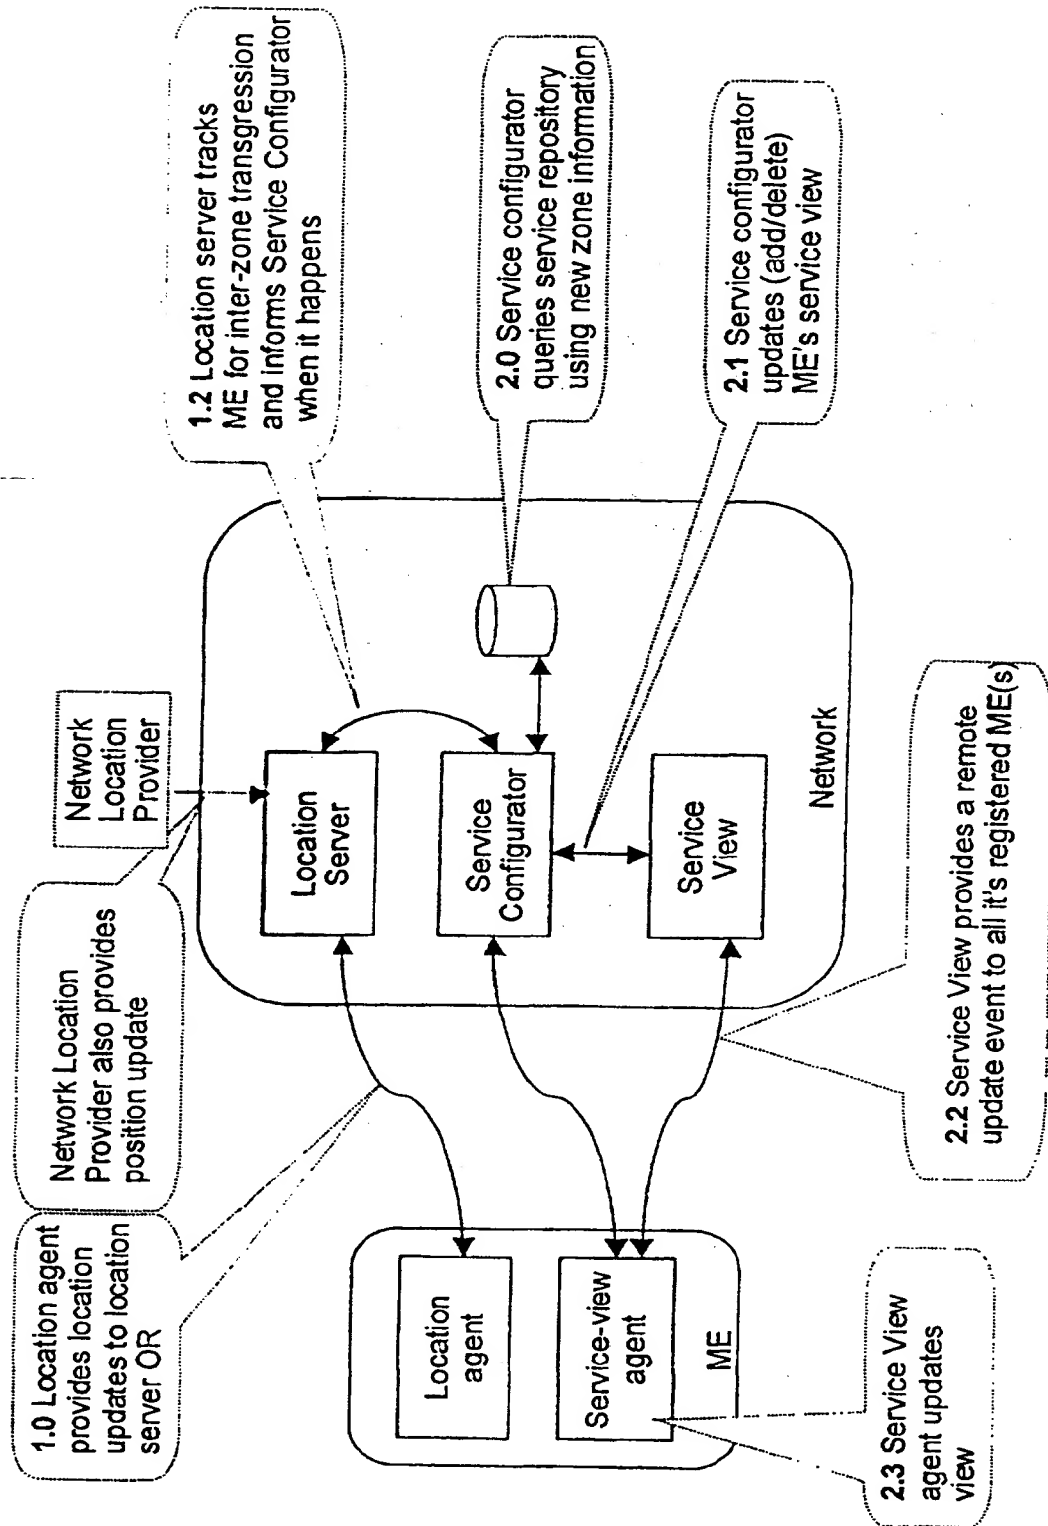 1.0 Location agent
provides location
updates to location
server OR
Network Location
Provider also provides
position update
Network
Location
Provider
1.2 Location server tracks
ME for inter-zone transgression
and informs Service Configurator
when it happens
2.0 Service configurator
queries service repository
using new zone information
2.1 Service configurator
updates (add/delete)
ME's service view
Location
agent
Service-view
agent
ME
Location
Server
Service
Configurator
Service
View
Network
2.3 Service View
agent updates
view
2.2 Service View provides a remote
update event to all it's registered ME(s)